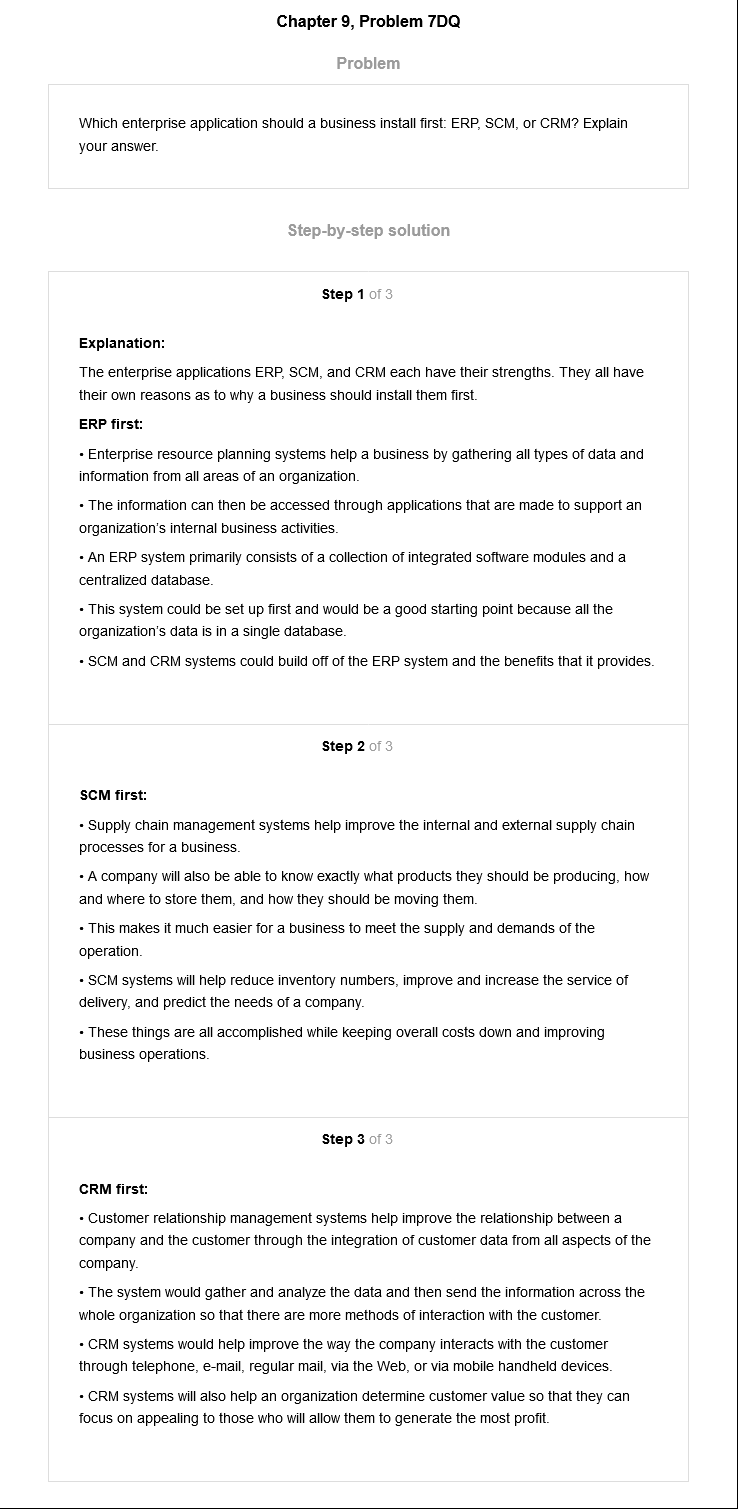 Chapter 9, Problem 7DQ
Problem
Which enterprise application should a business install first: ERP, SCM, or CRM? Explain
your answer.
Step-by-step solution
Step 1 of 3
Explanation:
The enterprise applications ERP, SCM, and CRM each have their strengths. They all have
their own reasons as to why a business should install them first.
ERP first:
• Enterprise resource planning systems help a business by gathering all types of data and
information from all areas of an organization.
• The information can then be accessed through applications that are made to support an
organization's internal business activities.
• An ERP system primarily consists of a collection of integrated software modules and a
centralized database.
• This system could be set up first and would be a good starting point because all the
organization's data is in a single database.
• SCM and CRM systems could build off of the ERP system and the benefits that it provides.
Step 2 of 3
SCM first:
• Supply chain management systems help improve the internal and external supply chain
processes for a business.
• A company will also be able to know exactly what products they should be producing, how
and where to store them, and how they should be moving them.
• This makes it much easier for a business to meet the supply and demands of the
operation.
• SCM systems will help reduce inventory numbers, improve and increase the service of
delivery, and predict the needs of a company.
• These things are all accomplished while keeping overall costs down and improving
business operations.
Step 3 of 3
CRM first:
• Customer relationship management systems help improve the relationship between a
company and the customer through the integration of customer data from all aspects of the
company.
• The system would gather and analyze the data and then send the information across the
whole organization so that there are more methods of interaction with the customer.
• CRM systems would help improve the way the company interacts with the customer
through telephone, e-mail, regular mail, via the Web, or via mobile handheld devices.
• CRM systems will also help an organization determine customer value so that they can
focus on appealing to those who will allow them to generate the most profit.